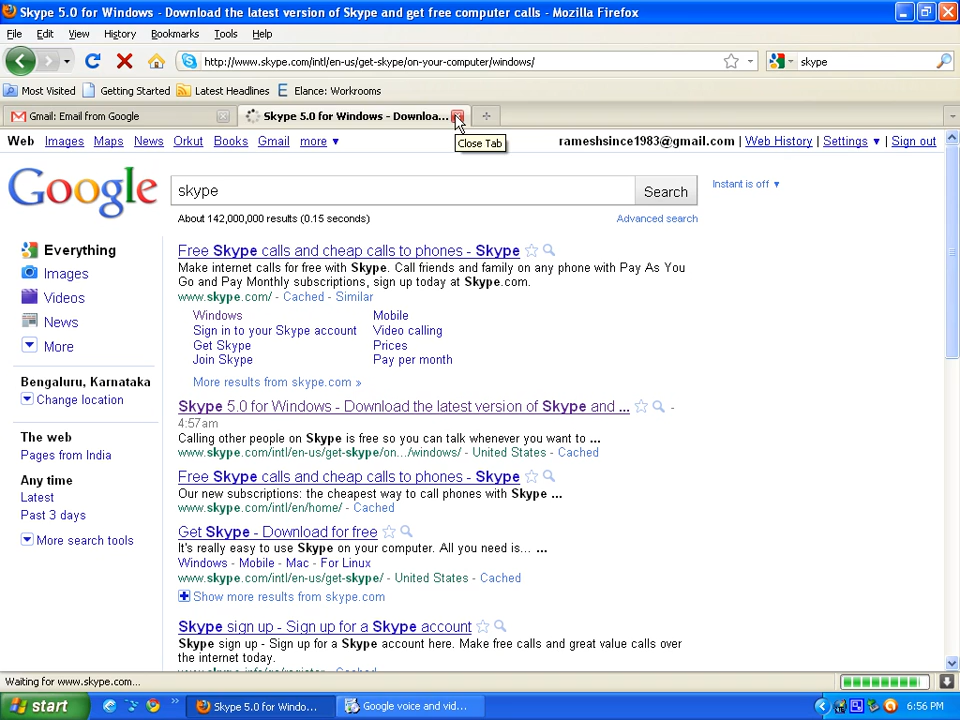 Skype 5.0 for Windows - Download the latest version of Skype and get free computer calls - Mozilla Firefox
File Edit View History Bookmarks Tools Help
http://www.skype.com/intl/en-us/get-skype/on-your-computer/windows/
skype
Most Visited Getting Started Latest Headlines Elance: Workrooms
Gmail: Email from Google
Skype 5.0 for Windows - Downloa...
Close Tab
Web Images Maps News Orkut Books Gmail more ▼
rameshsince1983@gmail.com | Web History | Settings ▼ | Sign out
Google
skype
Search
Instant is off ▼
About 142,000,000 results (0.15 seconds)
Advanced search
Everything
Images
Videos
News
More
Bengaluru, Karnataka
Change location
The web
Pages from India
Any time
Latest
Past 3 days
More search tools
Free Skype calls and cheap calls to phones - Skype
Make internet calls for free with Skype. Call friends and family on any phone with Pay As You
Go and Pay Monthly subscriptions, sign up today at Skype.com.
www.skype.com/ - Cached - Similar
Windows Mobile
Sign in to your Skype account Video calling
Get Skype Prices
Join Skype Pay per month
More results from skype.com »
Skype 5.0 for Windows - Download the latest version of Skype and ... -
4:57am
Calling other people on Skype is free so you can talk whenever you want to ...
www.skype.com/intl/en-us/get-skype/on.../windows/ - United States - Cached
Free Skype calls and cheap calls to phones - Skype
Our new subscriptions: the cheapest way to call phones with Skype ...
www.skype.com/intl/en/home/ - Cached
Get Skype - Download for free
It's really easy to use Skype on your computer. All you need is... ...
Windows - Mobile - Mac - For Linux
www.skype.com/intl/en-us/get-skype/ - United States - Cached
Show more results from skype.com
Skype sign up - Sign up for a Skype account
Skype sign up - Sign up for a Skype account here. Make free calls and great value calls over
the internet today.
Waiting for www.skype.com...
start
Skype 5.0 for Windo...
Google voice and vid...
6:56 PM